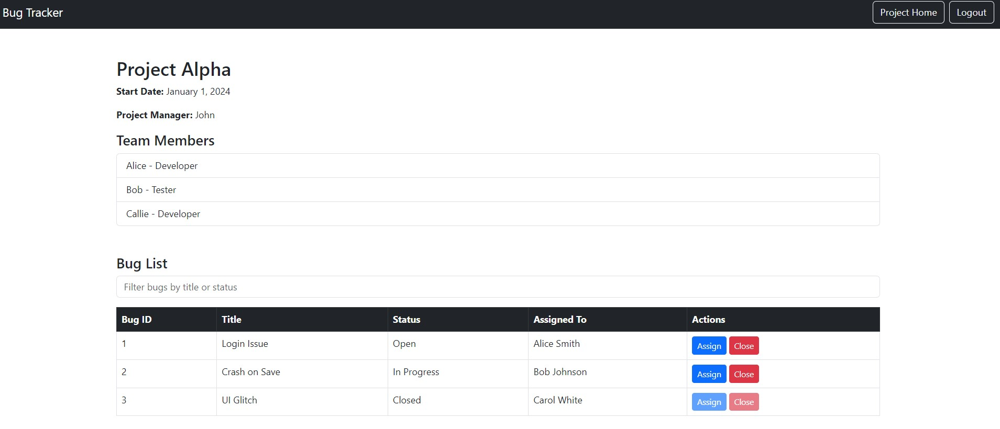 Bug Tracker Project Home Logout
Project Alpha
Start Date: January 1, 2024
Project Manager: John
Team Members
Alice - Developer
Bob - Tester
Callie - Developer
Bug List
Filter bugs by title or status
Bug ID Title Status Assigned To Actions
1 Login Issue Open Alice Smith Assign Close
2 Crash on Save In Progress Bob Johnson Assign Close
3 UI Glitch Closed Carol White Assign Close